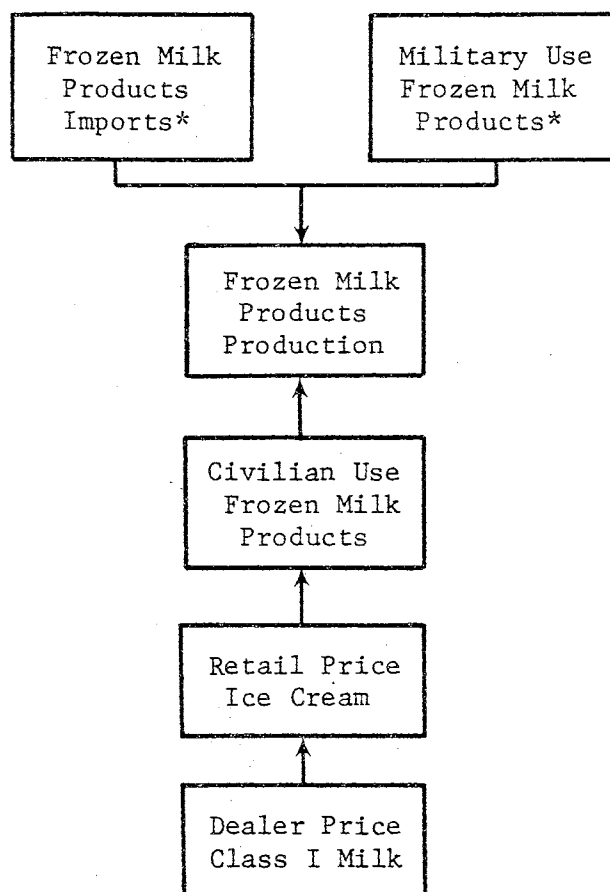 Frozen Milk
Products
Imports*
Military Use
Frozen Milk
Products*
Frozen Milk
Products
Production
Civilian Use
Frozen Milk
Products
Retail Price
Ice Cream
Dealer Price
Class I Milk